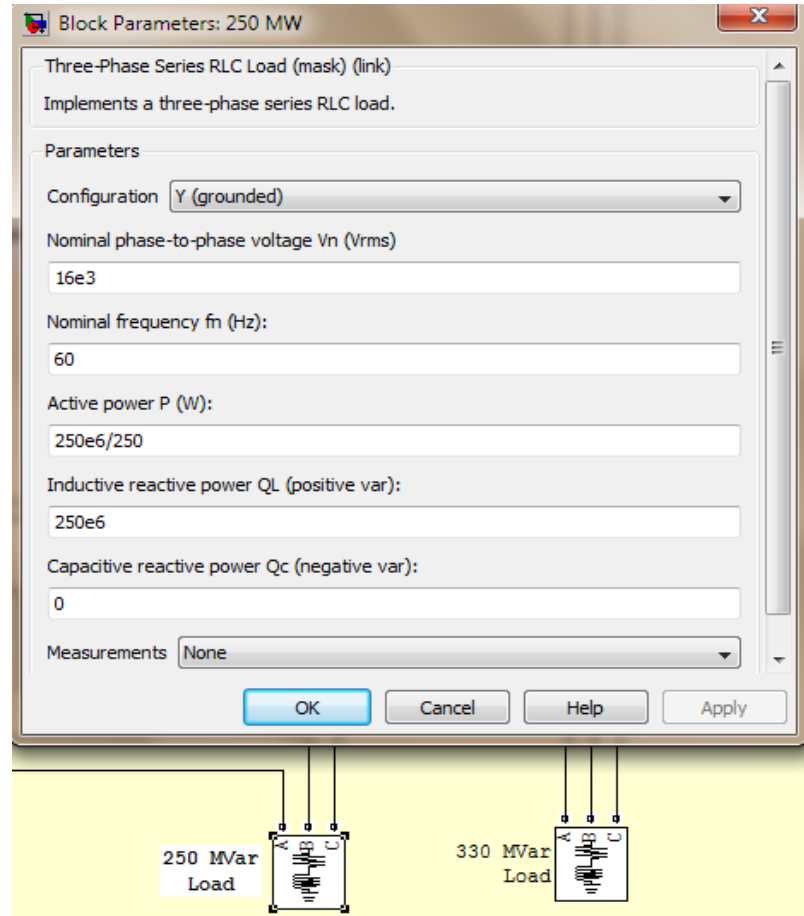 Block Parameters: 250 MW
Three-Phase Series RLC Load (mask) (link)
Implements a three-phase series RLC load.
Parameters
Configuration Y (grounded)
Nominal phase-to-phase voltage Vn (Vrms)
16e3
Nominal frequency fn (Hz):
60
Active power P (W):
250e6/250
Inductive reactive power QL (positive var):
250e6
Capacitive reactive power Qc (negative var):
0
Measurements None
OK Cancel Help Apply
A B C
250 MVar
Load
A B C
330 MVar
Load